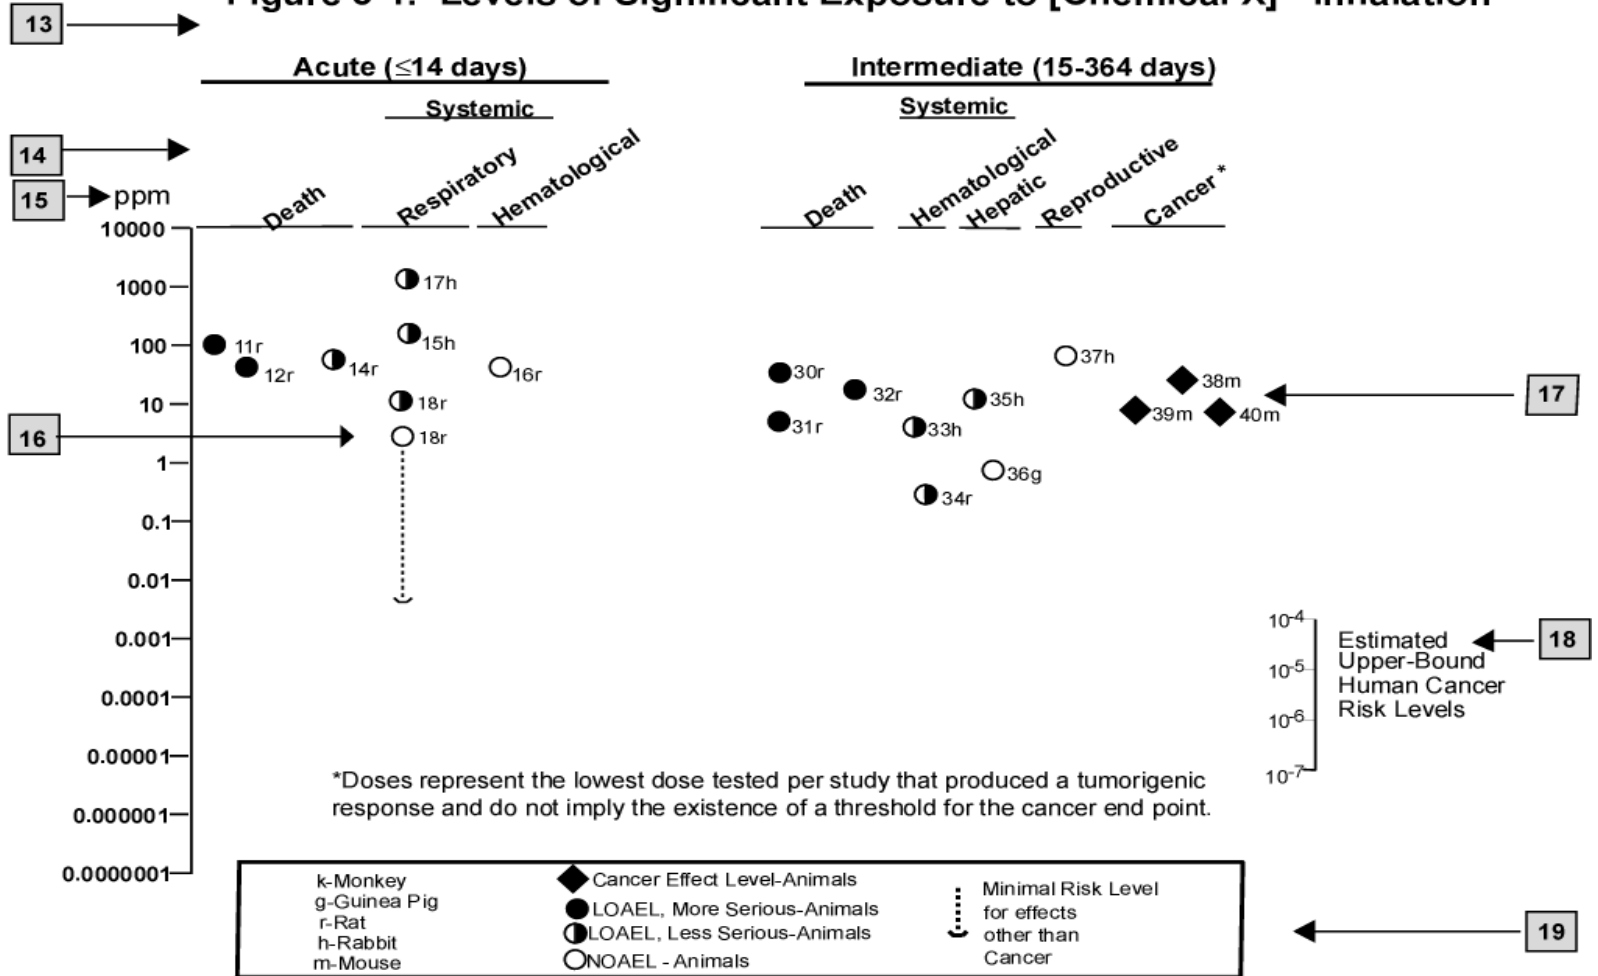 Figure 3-1. Levels of Significant Exposure to [Chemical X] - Inhalation
13
Acute (≤14 days)
Intermediate (15-364 days)
Systemic
Systemic
14
15
ppm
Death
Respiratory
Hematological
Death
Hematological
Hepatic
Reproductive
Cancer *
10000
1000
100
10
1
0.1
0.01
0.001
0.0001
0.00001
0.000001
0.0000001
17h
15h
11r
12r
14r
16r
18r
18r
16
30r
32r
31r
33h
34r
35h
36g
37h
38m
39m
40m
17
10-4
10-5
10-6
10-7
Estimated
Upper-Bound
Human Cancer
Risk Levels
18
*Doses represent the lowest dose tested per study that produced a tumorigenic
response and do not imply the existence of a threshold for the cancer end point.
k-Monkey
g-Guinea Pig
r-Rat
h-Rabbit
m-Mouse
Cancer Effect Level-Animals
LOAEL, More Serious-Animals
LOAEL, Less Serious-Animals
NOAEL - Animals
Minimal Risk Level
for effects
other than
Cancer
19